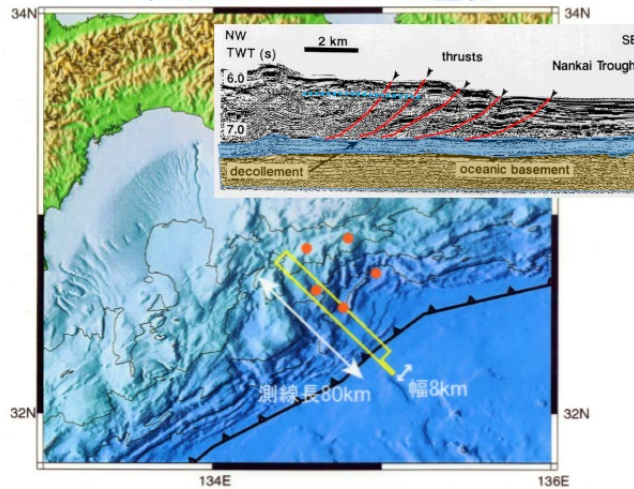 34N
34N
NW
TWT (s)
2 km
thrusts
SE
Nankai Trough
6.0
7.0
decollement
oceanic basement
測線長80km
幅8km
32N
32N
134E
136E